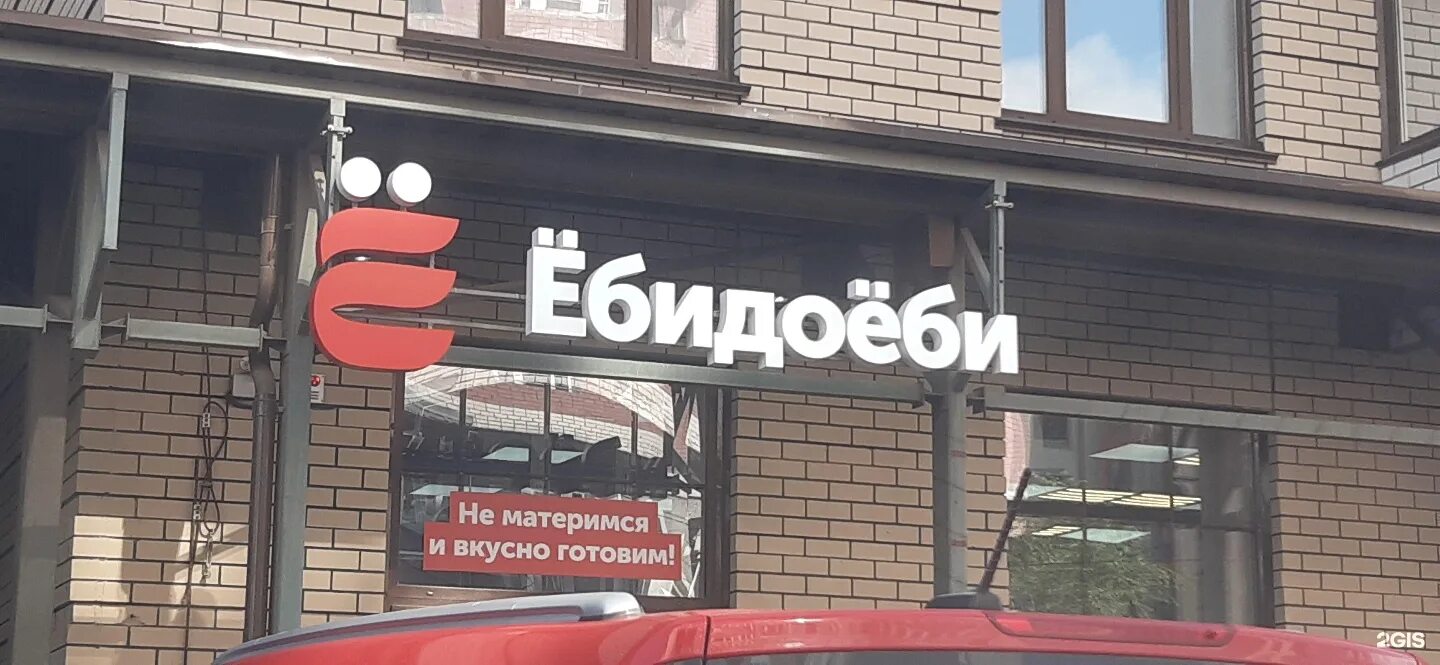 Ё
Ёбидоёби
Не материмся
и вкусно готовим!
2GIS